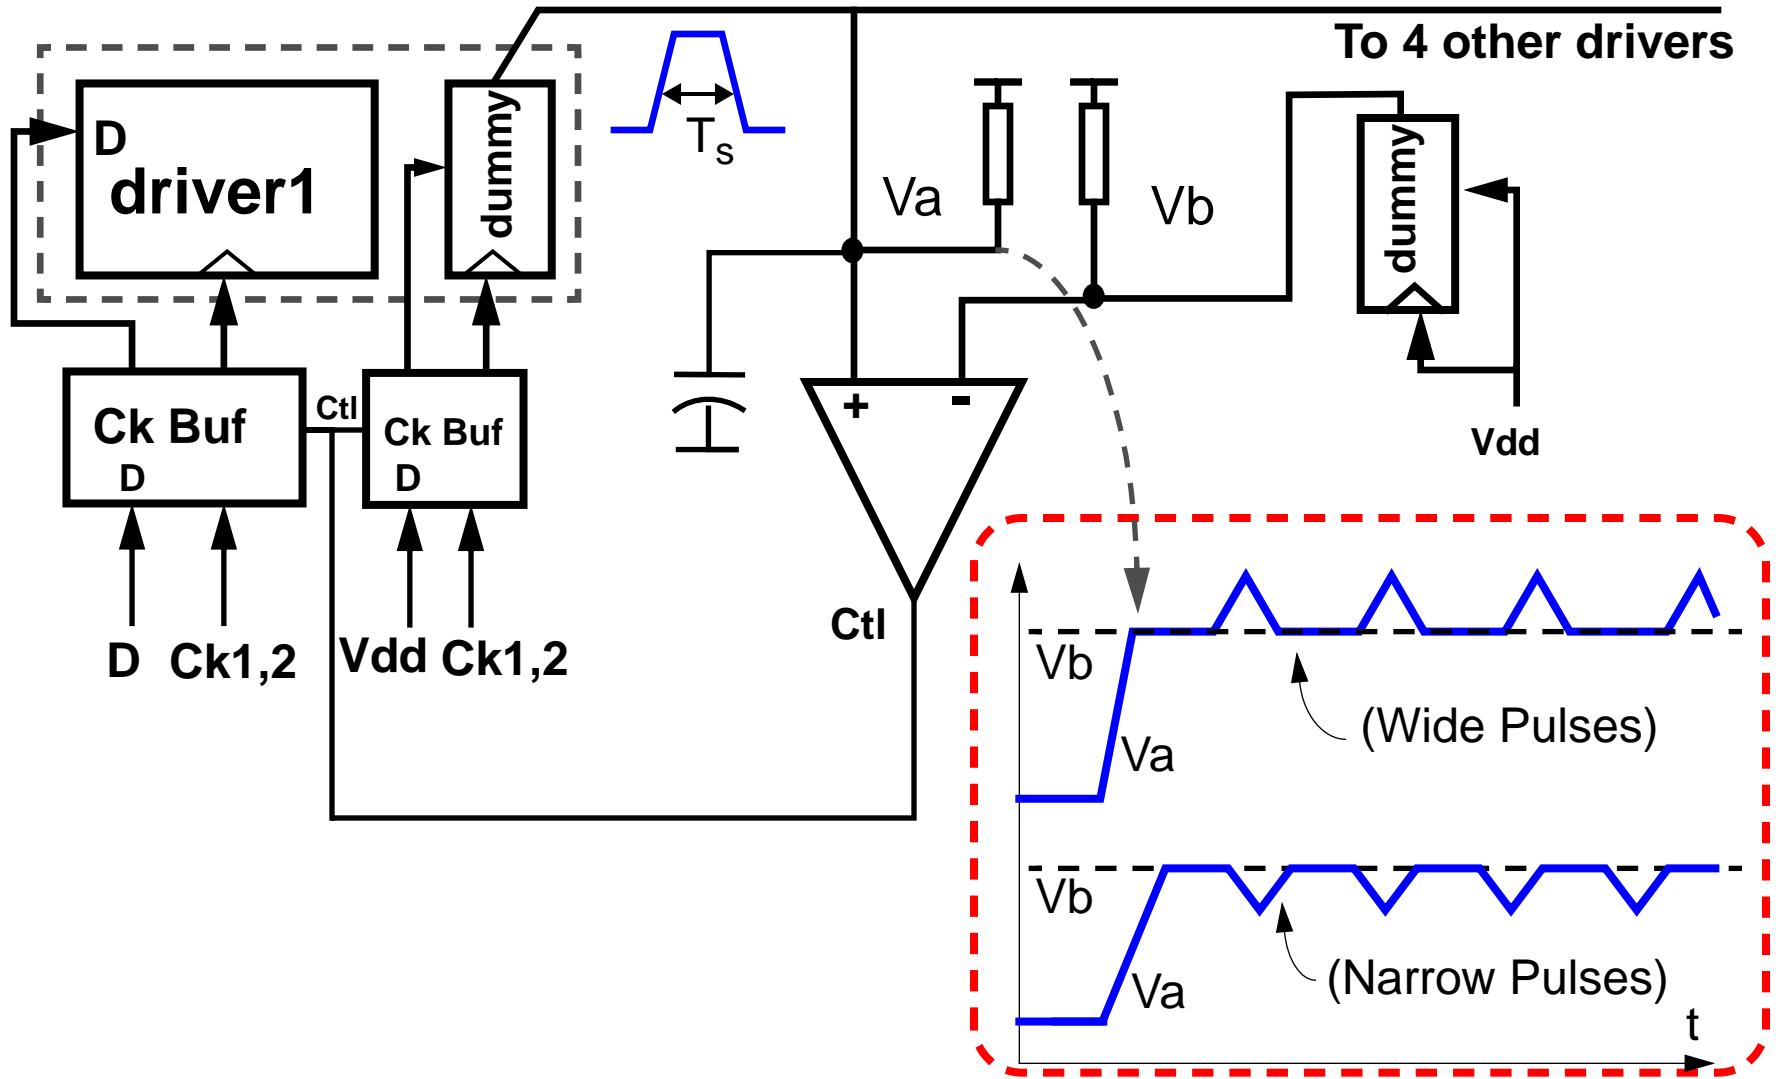 To 4 other drivers
D
driver1
dummy
Ts
Va
Vb
dummy
Ck Buf
D
Ctl
Ck Buf
D
+
-
Vdd
D
Ck1,2
Vdd
Ck1,2
Ctl
Vb
(Wide Pulses)
Va
Vb
Va
(Narrow Pulses)
t